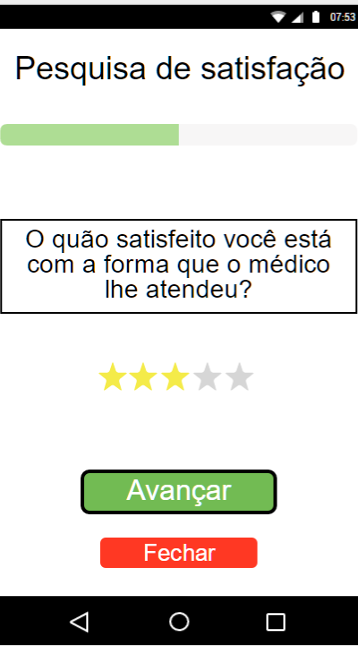 07:53
Pesquisa de satisfação
O quão satisfeito você está
com a forma que o médico
lhe atendeu?
Avançar
Fechar